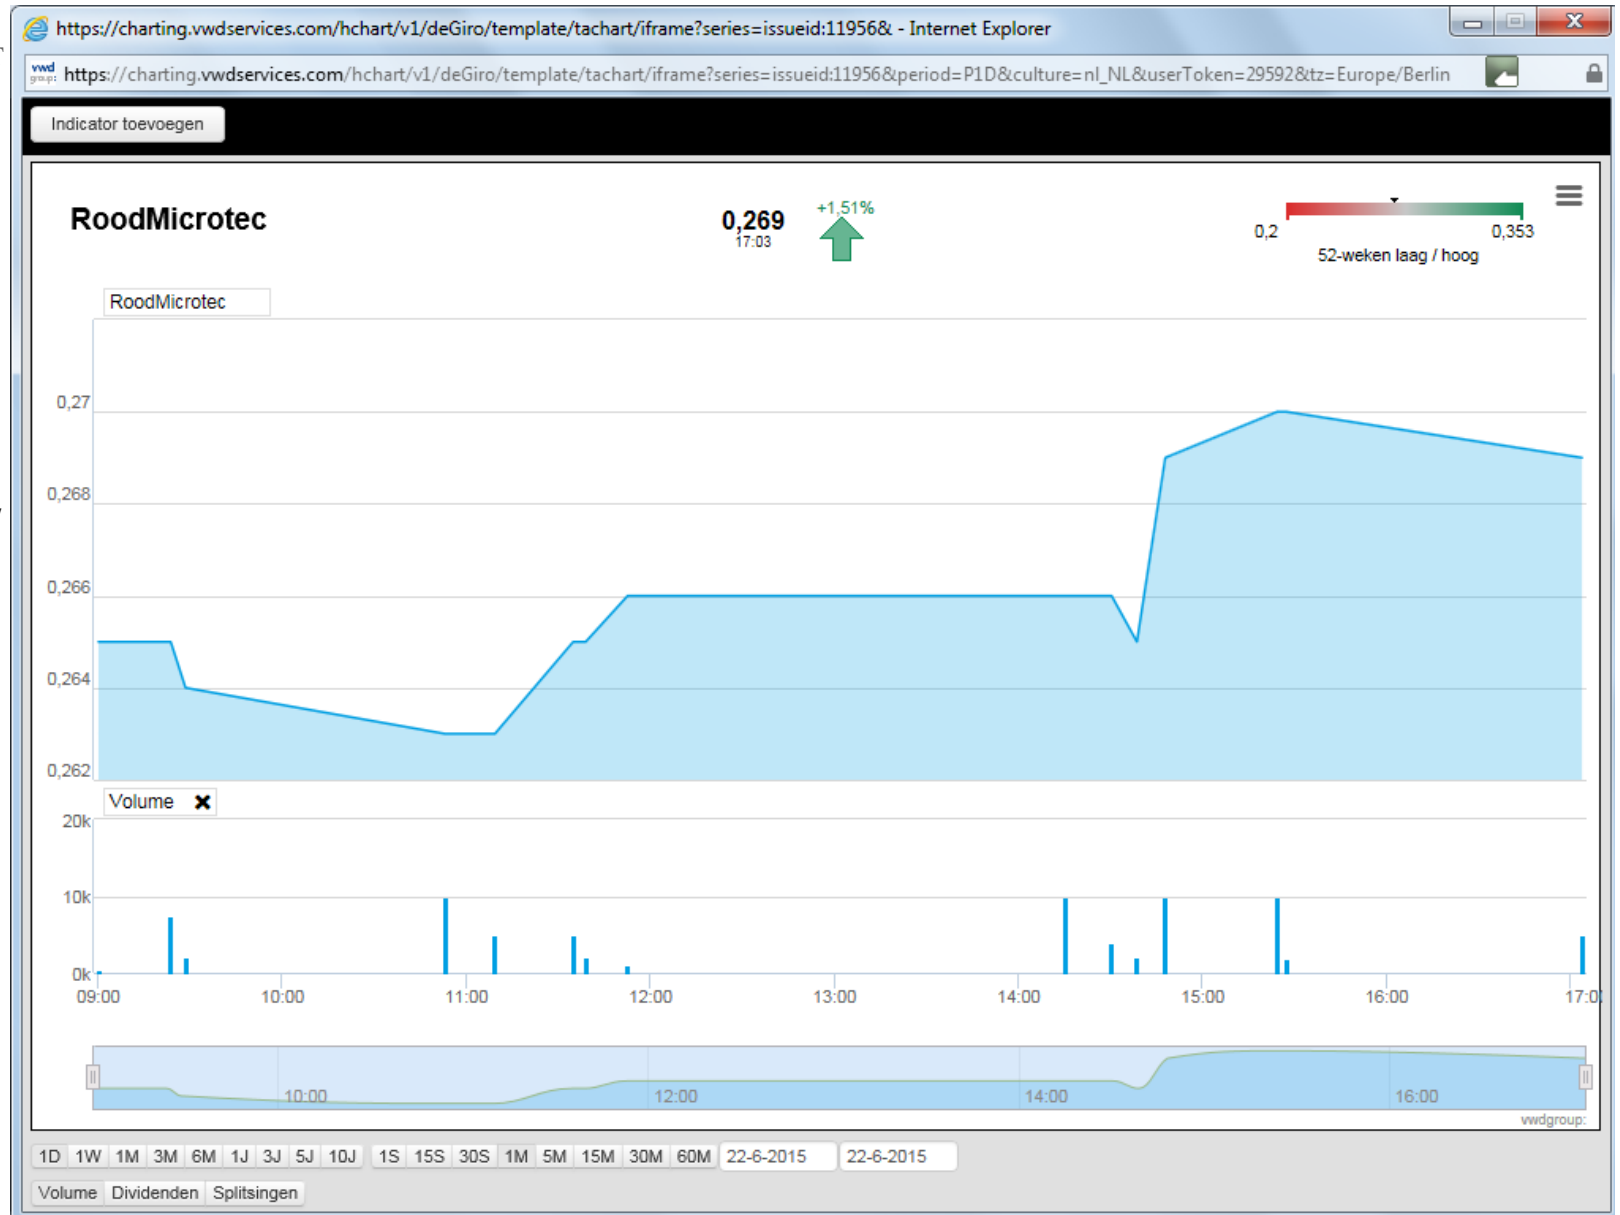 https://charting.vwdservices.com/hchart/v1/deGiro/template/tachart/iframe?series=issueid:11956& - Internet Explorer
vwd group: https://charting.vwdservices.com/hchart/v1/deGiro/template/tachart/iframe?series=issueid:11956&period=P1D&culture=nl_NL&userToken=29592&tz=Europe/Berlin
Indicator toevoegen
RoodMicrotec
0,269
17:03
+1,51%
0,2 0,353
52-weken laag / hoog
RoodMicrotec
0,27
0,268
0,266
0,264
0,262
Volume
20k
10k
0k
09:00 10:00 11:00 12:00 13:00 14:00 15:00 16:00 17:0
10:00 12:00 14:00 16:00
vwdgroup:
1D 1W 1M 3M 6M 1J 3J 5J 10J 1S 15S 30S 1M 5M 15M 30M 60M 22-6-2015 22-6-2015
Volume Dividenden Splitsingen